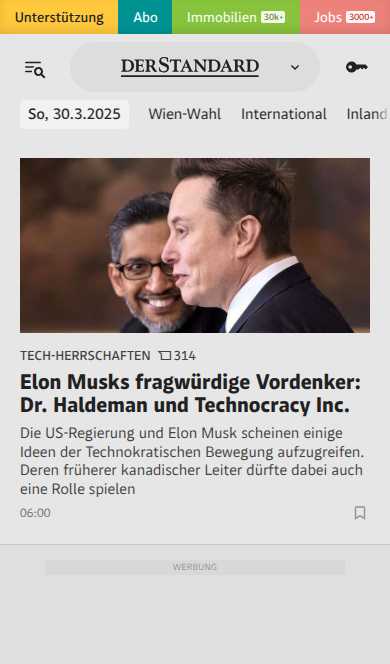 Unterstützung Abo Immobilien 30k+ Jobs 3000+
DERSTANDARD
So, 30.3.2025 Wien-Wahl International Inland
TECH-HERRSCHAFTEN 314
Elon Musks fragwürdige Vordenker:
Dr. Haldeman und Technocracy Inc.
Die US-Regierung und Elon Musk scheinen einige
Ideen der Technokratischen Bewegung aufzugreifen.
Deren früherer kanadischer Leiter dürfte dabei auch
eine Rolle spielen
06:00
WERBUNG